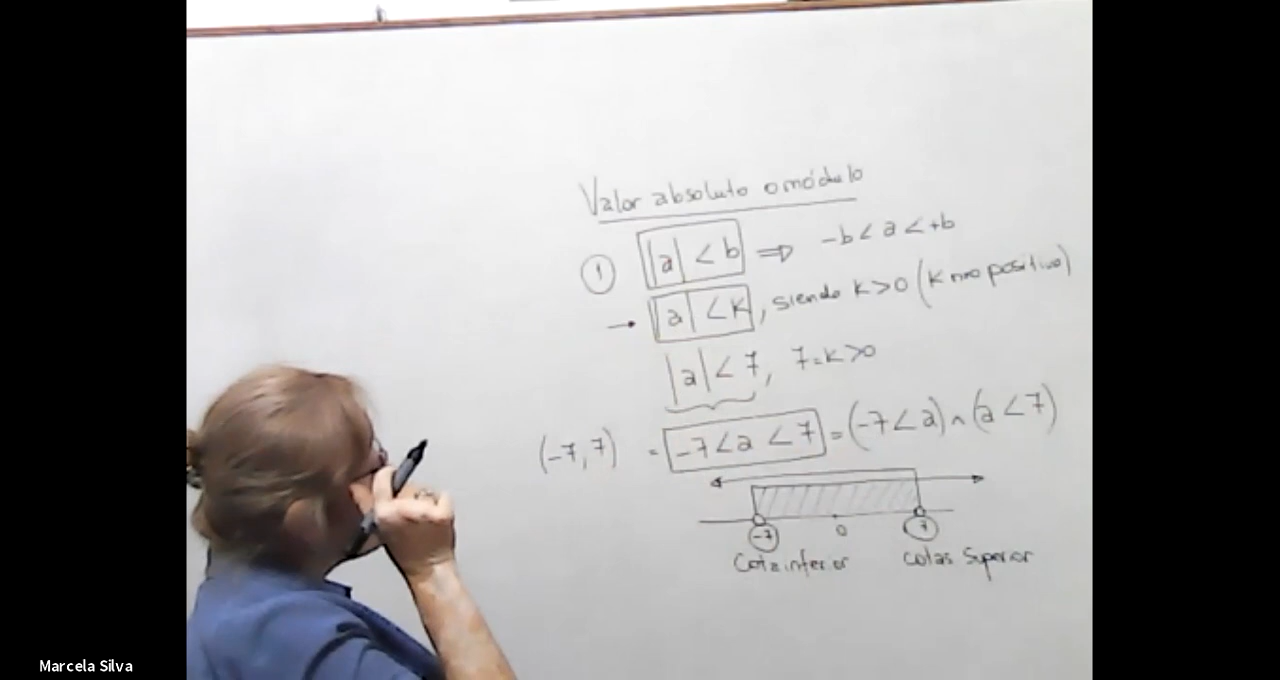 Valor absoluto o módulo
① |a| < b ⇒ -b < a < +b
→ |a| < K, siendo K>0 (K nro positivo)
|a| < 7, 7=K>0
(-7, 7) = -7 < a < 7 = (-7 < a) ∧ (a < 7)
-7 0 7
Cota inferior cotas Superior
Marcela Silva